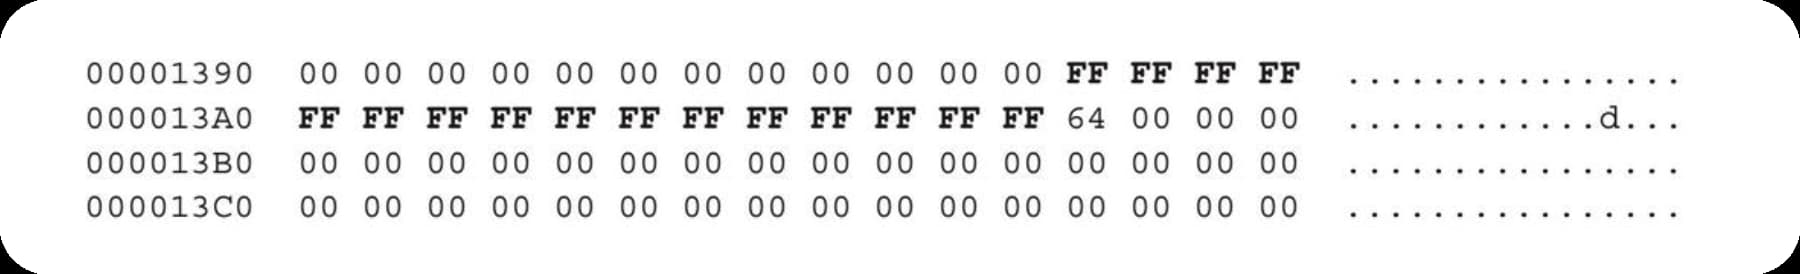 00001390 00 00 00 00 00 00 00 00 00 00 00 00 FF FF FF FF ................
000013A0 FF FF FF FF FF FF FF FF FF FF FF FF 64 00 00 00 ............d...
000013B0 00 00 00 00 00 00 00 00 00 00 00 00 00 00 00 00 ................
000013C0 00 00 00 00 00 00 00 00 00 00 00 00 00 00 00 00 ................